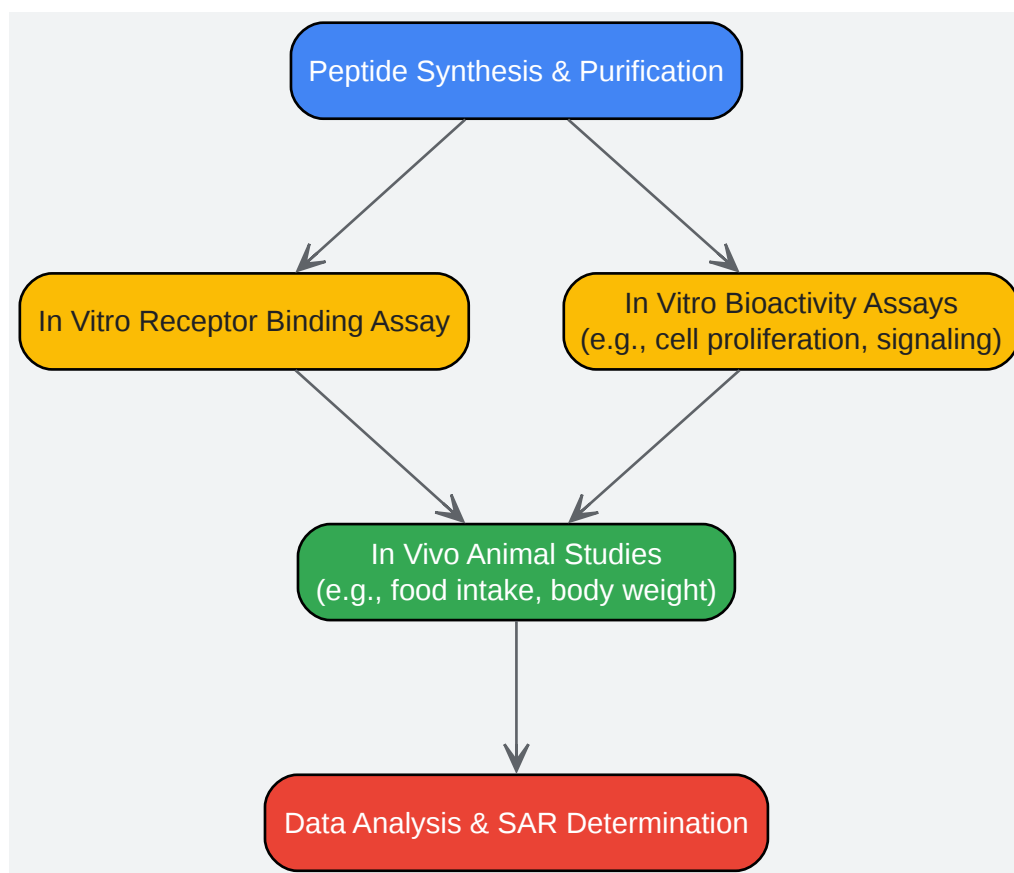 Peptide Synthesis & Purification
In Vitro Receptor Binding Assay
In Vitro Bioactivity Assays
(e.g., cell proliferation, signaling)
In Vivo Animal Studies
(e.g., food intake, body weight)
Data Analysis & SAR Determination